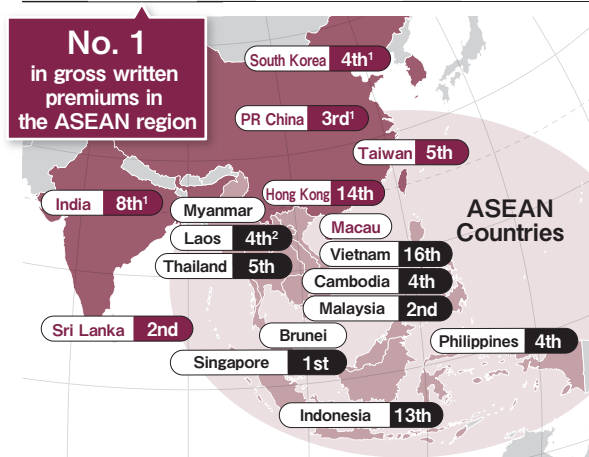 No. 1
in gross written
premiums in
the ASEAN region
South Korea 4th¹
PR China 3rd¹
Taiwan 5th
Hong Kong 14th
India 8th¹
Myanmar
Macau
ASEAN
Countries
Laos 4th²
Vietnam 16th
Thailand 5th
Cambodia 4th
Malaysia 2nd
Sri Lanka 2nd
Brunei
Philippines 4th
Singapore 1st
Indonesia 13th